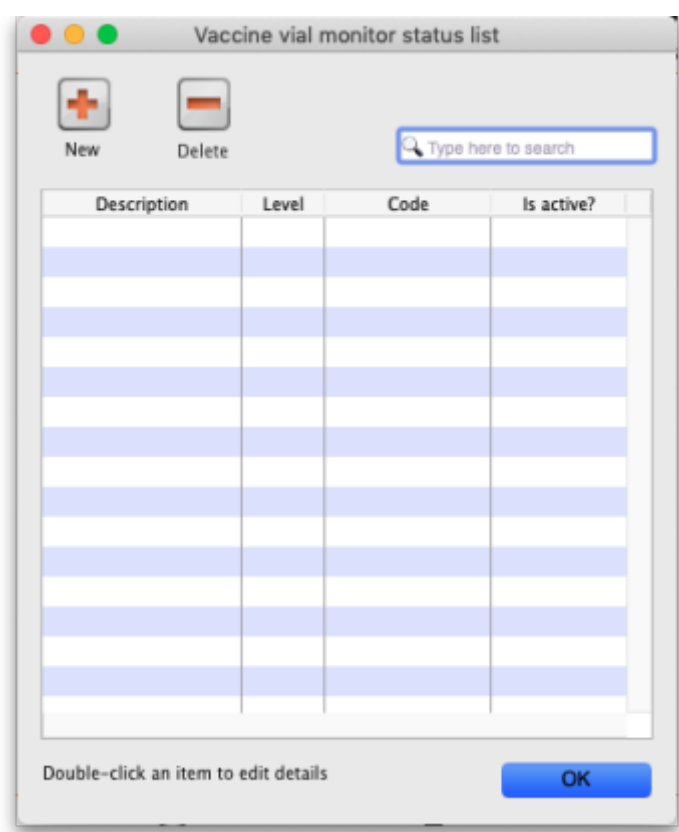 Vaccine vial monitor status list
New Delete
Type here to search
Description Level Code Is active?
Double-click an item to edit details
OK